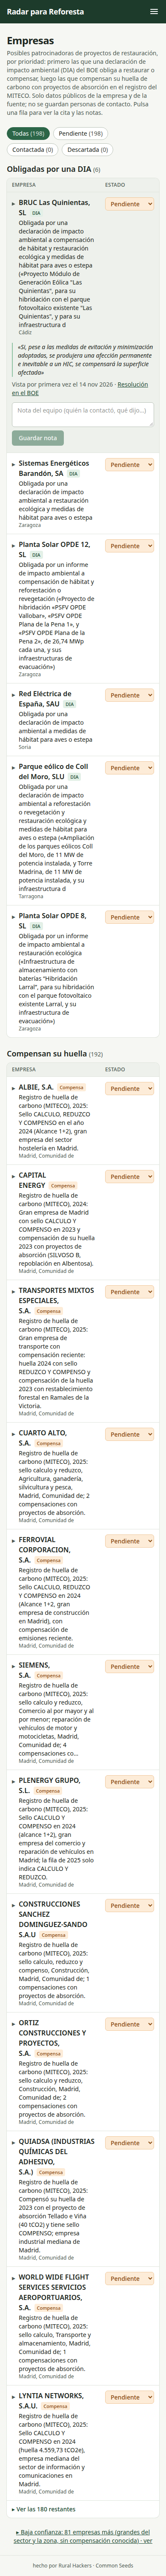 Radar para Reforesta
Empresas
Posibles patrocinadoras de proyectos de restauración,
por prioridad: primero las que una declaración de
impacto ambiental (DIA) del BOE obliga a restaurar o
compensar, luego las que compensan su huella de
carbono con proyectos de absorción en el registro del
MITECO. Solo datos públicos de empresa desde la web
pública; no se guardan personas de contacto. Pulsa
una fila para ver la cita y las notas.
Todas (198)
Pendiente (198)
Contactada (0)
Descartada (0)
Obligadas por una DIA (6)
EMPRESA ESTADO
▸ BRUC Las Quinientas,
SL DIA
Pendiente
Obligada por una
declaración de impacto
ambiental a compensación
de hábitat y restauración
ecológica y medidas de
hábitat para aves o estepa
(«Proyecto Módulo de
Generación Eólica "Las
Quinientas", para su
hibridación con el parque
fotovoltaico existente "Las
Quinientas", y para su
infraestructura d
Cádiz
«Si, pese a las medidas de evitación y minimización
adoptadas, se produjera una afección permanente
e inevitable a un HIC, se compensará la superficie
afectada»
Vista por primera vez el 14 nov 2026 · Resolución
en el BOE
Nota del equipo (quién la contactó, qué dijo…)
Guardar nota
▸ Sistemas Energéticos
Barandón, SA DIA
Pendiente
Obligada por una
declaración de impacto
ambiental a restauración
ecológica y medidas de
hábitat para aves o estepa
Zaragoza
▸ Planta Solar OPDE 12,
SL DIA
Pendiente
Obligada por un informe
de impacto ambiental a
compensación de hábitat y
reforestación o
revegetación («Proyecto de
hibridación «PSFV OPDE
Vallobar», «PSFV OPDE
Plana de la Pena 1», y
«PSFV OPDE Plana de la
Pena 2», de 26,74 MWp
cada una, y sus
infraestructuras de
evacuación»)
Zaragoza
▸ Red Eléctrica de
España, SAU DIA
Pendiente
Obligada por una
declaración de impacto
ambiental a medidas de
hábitat para aves o estepa
Soria
▸ Parque eólico de Coll
del Moro, SLU DIA
Pendiente
Obligada por una
declaración de impacto
ambiental a reforestación
o revegetación y
restauración ecológica y
medidas de hábitat para
aves o estepa («Ampliación
de los parques eólicos Coll
del Moro, de 11 MW de
potencia instalada, y Torre
Madrina, de 11 MW de
potencia instalada, y su
infraestructura d
Tarragona
▸ Planta Solar OPDE 8,
SL DIA
Pendiente
Obligada por un informe
de impacto ambiental a
restauración ecológica
(«Infraestructura de
almacenamiento con
baterías "Hibridación
Larral", para su hibridación
con el parque fotovoltaico
existente Larral, y su
infraestructura de
evacuación»)
Zaragoza
Compensan su huella (192)
EMPRESA ESTADO
▸ ALBIE, S.A. Compensa
Pendiente
Registro de huella de
carbono (MITECO), 2025:
Sello CALCULO, REDUZCO
Y COMPENSO en el año
2024 (Alcance 1+2), gran
empresa del sector
hostelería en Madrid.
Madrid, Comunidad de
▸ CAPITAL
ENERGY Compensa
Pendiente
Registro de huella de
carbono (MITECO), 2024:
Gran empresa de Madrid
con sello CALCULO Y
COMPENSO en 2023 y
compensación de su huella
2023 con proyectos de
absorción (SILVOSO B,
repoblación en Albentosa).
Madrid, Comunidad de
▸ TRANSPORTES MIXTOS
ESPECIALES,
S.A. Compensa
Pendiente
Registro de huella de
carbono (MITECO), 2025:
Gran empresa de
transporte con
compensación reciente:
huella 2024 con sello
REDUZCO Y COMPENSO y
compensación de la huella
2023 con restablecimiento
forestal en Ramales de la
Victoria.
Madrid, Comunidad de
▸ CUARTO ALTO,
S.A. Compensa
Pendiente
Registro de huella de
carbono (MITECO), 2025:
sello calculo y reduzco,
Agricultura, ganadería,
silvicultura y pesca,
Madrid, Comunidad de; 2
compensaciones con
proyectos de absorción.
Madrid, Comunidad de
▸ FERROVIAL
CORPORACION,
S.A. Compensa
Pendiente
Registro de huella de
carbono (MITECO), 2025:
Sello CALCULO, REDUZCO
Y COMPENSO en 2024
(Alcance 1+2, gran
empresa de construcción
en Madrid), con
compensación de
emisiones reciente.
Madrid, Comunidad de
▸ SIEMENS,
S.A. Compensa
Pendiente
Registro de huella de
carbono (MITECO), 2025:
sello calculo y reduzco,
Comercio al por mayor y al
por menor; reparación de
vehículos de motor y
motocicletas, Madrid,
Comunidad de; 4
compensaciones co…
Madrid, Comunidad de
▸ PLENERGY GRUPO,
S.L. Compensa
Pendiente
Registro de huella de
carbono (MITECO), 2025:
Sello CALCULO Y
COMPENSO en 2024
(alcance 1+2), gran
empresa del comercio y
reparación de vehículos en
Madrid; la fila de 2025 solo
indica CALCULO Y
REDUZCO.
Madrid, Comunidad de
▸ CONSTRUCCIONES
SANCHEZ
DOMINGUEZ-SANDO
S.A.U Compensa
Pendiente
Registro de huella de
carbono (MITECO), 2025:
sello calculo, reduzco y
compenso, Construcción,
Madrid, Comunidad de; 1
compensaciones con
proyectos de absorción.
Madrid, Comunidad de
▸ ORTIZ
CONSTRUCCIONES Y
PROYECTOS,
S.A. Compensa
Pendiente
Registro de huella de
carbono (MITECO), 2025:
sello calculo y reduzco,
Construcción, Madrid,
Comunidad de; 2
compensaciones con
proyectos de absorción.
Madrid, Comunidad de
▸ QUIADSA (INDUSTRIAS
QUÍMICAS DEL
ADHESIVO,
S.A.) Compensa
Pendiente
Registro de huella de
carbono (MITECO), 2025:
Compensó su huella de
2023 con el proyecto de
absorción Tellado e Viña
(40 tCO2) y tiene sello
COMPENSO; empresa
industrial mediana de
Madrid.
Madrid, Comunidad de
▸ WORLD WIDE FLIGHT
SERVICES SERVICIOS
AEROPORTUARIOS,
S.A. Compensa
Pendiente
Registro de huella de
carbono (MITECO), 2025:
sello calculo, Transporte y
almacenamiento, Madrid,
Comunidad de; 1
compensaciones con
proyectos de absorción.
Madrid, Comunidad de
▸ LYNTIA NETWORKS,
S.A.U. Compensa
Pendiente
Registro de huella de
carbono (MITECO), 2025:
Sello CALCULO Y
COMPENSO en 2024
(huella 4.559,73 tCO2e),
empresa mediana del
sector de información y
comunicaciones en
Madrid.
Madrid, Comunidad de
▸ Ver las 180 restantes
▸ Baja confianza: 81 empresas más (grandes del
sector y la zona, sin compensación conocida) · ver
hecho por Rural Hackers · Common Seeds